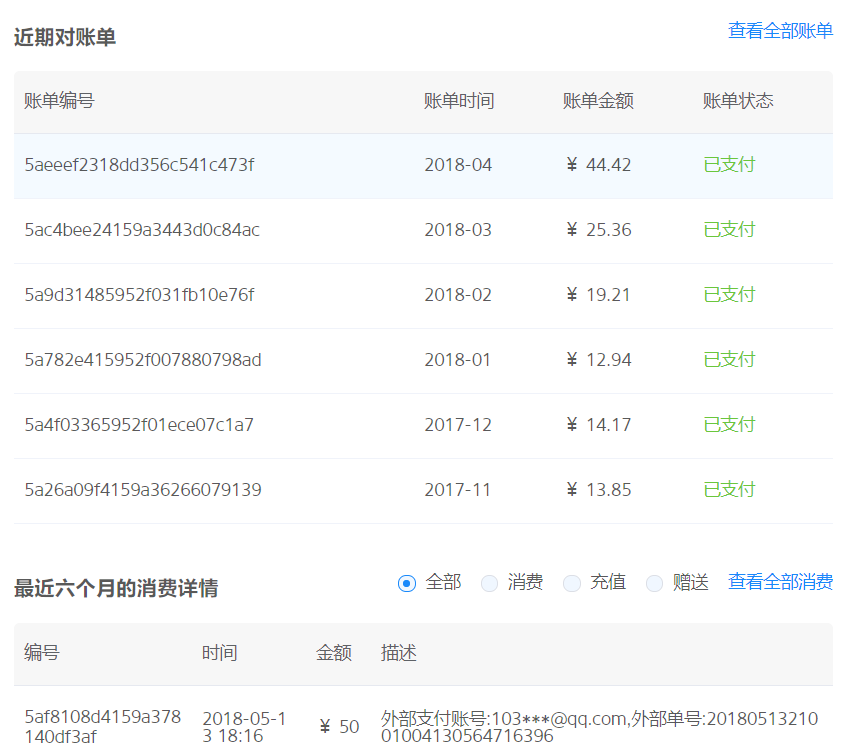 近期对账单 查看全部账单
账单编号 账单时间 账单金额 账单状态
5aeeef2318dd356c541c473f 2018-04 ¥ 44.42 已支付
5ac4bee24159a3443d0c84ac 2018-03 ¥ 25.36 已支付
5a9d31485952f031fb10e76f 2018-02 ¥ 19.21 已支付
5a782e415952f007880798ad 2018-01 ¥ 12.94 已支付
5a4f03365952f01ece07c1a7 2017-12 ¥ 14.17 已支付
5a26a09f4159a36266079139 2017-11 ¥ 13.85 已支付
最近六个月的消费详情 全部 消费 充值 赠送 查看全部消费
编号 时间 金额 描述
5af8108d4159a378 2018-05-1 ¥ 50 外部支付账号:103***@qq.com,外部单号:20180513210
140df3af 3 18:16 01004130564716396